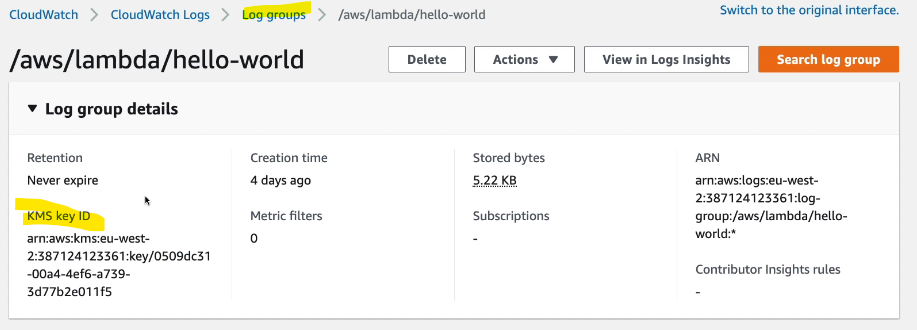 CloudWatch > CloudWatch Logs > Log groups > /aws/lambda/hello-world
Switch to the original interface.
/aws/lambda/hello-world
Delete
Actions ▼
View in Logs Insights
Search log group
▼ Log group details
Retention
Never expire
KMS key ID
arn:aws:kms:eu-west-
2:387124123361:key/0509dc31
-00a4-4ef6-a739-
3d77b2e011f5
Creation time
4 days ago
Metric filters
0
Stored bytes
5.22 KB
Subscriptions
-
ARN
arn:aws:logs:eu-west-
2:387124123361:log-
group:/aws/lambda/hello-
world:*
Contributor Insights rules
-